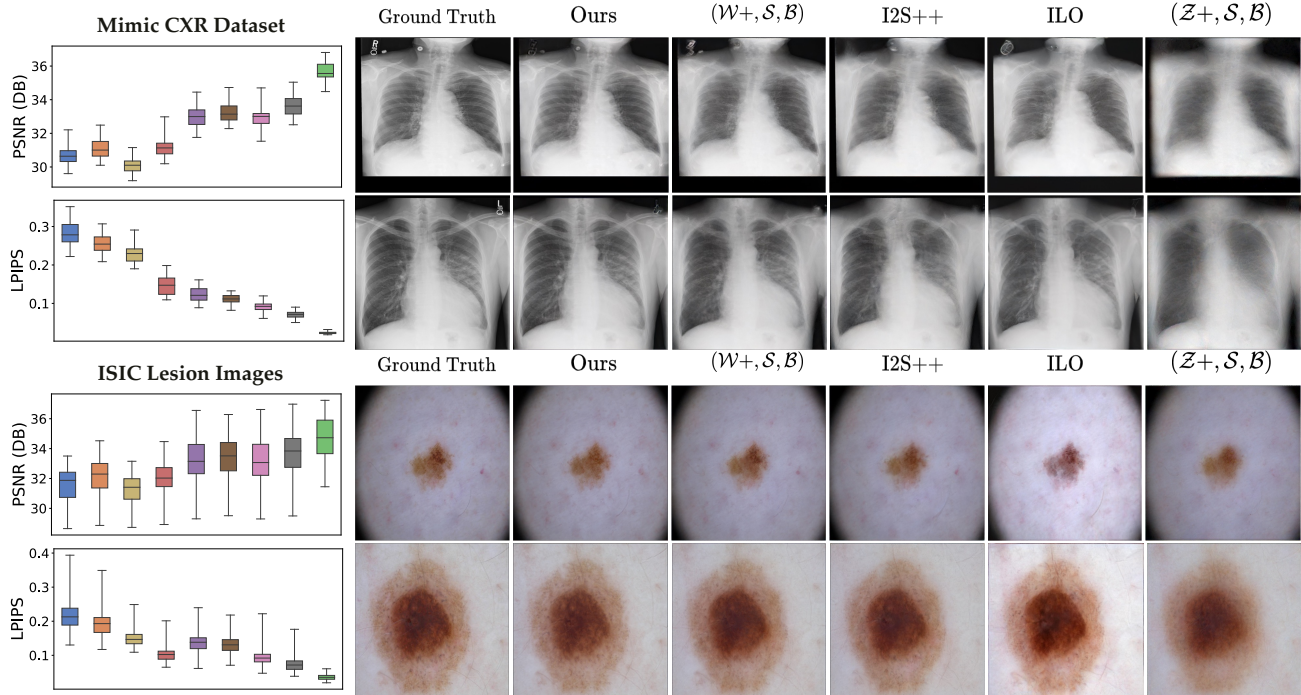 Mimic CXR Dataset
PSNR (DB)
36
34
33
31
30
LPIPS
0.3
0.2
0.1
Ground Truth
Ours
(𝒲+, 𝒮, ℬ)
I2S++
ILO
(𝒵+, 𝒮, ℬ)
R
L
ISIC Lesion Images
PSNR (DB)
36
34
32
30
LPIPS
0.4
0.3
0.2
0.1
Ground Truth
Ours
(𝒲+, 𝒮, ℬ)
I2S++
ILO
(𝒵+, 𝒮, ℬ)